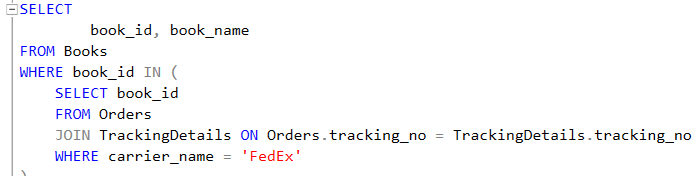 SELECT
        book_id, book_name
FROM Books
WHERE book_id IN (
    SELECT book_id
    FROM Orders
    JOIN TrackingDetails ON Orders.tracking_no = TrackingDetails.tracking_no
    WHERE carrier_name = 'FedEx'
)